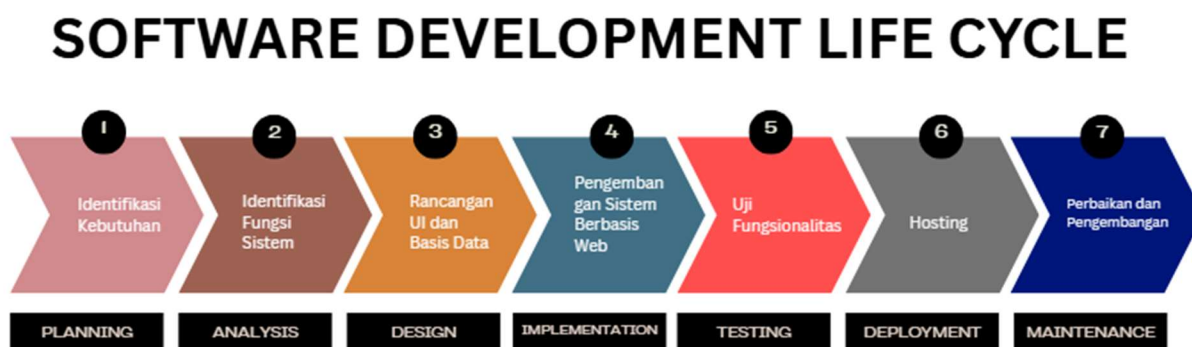 SOFTWARE DEVELOPMENT LIFE CYCLE
1
Identifikasi
Kebutuhan
PLANNING
2
Identifikasi
Fungsi
Sistem
ANALYSIS
3
Rancangan
UI dan
Basis Data
DESIGN
4
Pengemban
gan Sistem
Berbasis
Web
IMPLEMENTATION
5
Uji
Fungsionalitas
TESTING
6
Hosting
DEPLOYMENT
7
Perbaikan dan
Pengembangan
MAINTENANCE